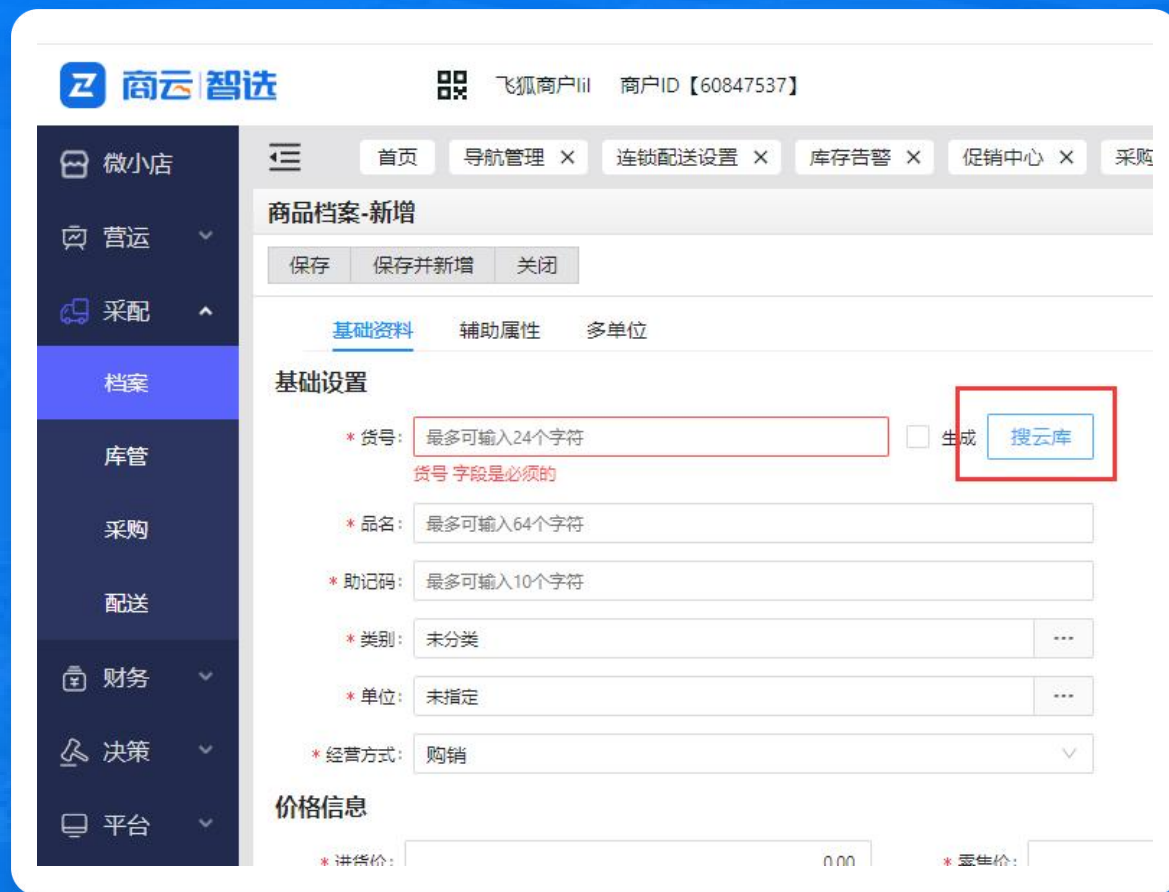 商云|智选 飞狐商户lil 商户ID【60847537】
微小店
营运
采配
档案
库管
采购
配送
财务
决策
平台
首页 导航管理 × 连锁配送设置 × 库存告警 × 促销中心 × 采购
商品档案-新增
保存 保存并新增 关闭
基础资料 辅助属性 多单位
基础设置
* 货号: 最多可输入24个字符 生成 搜云库
货号 字段是必须的
* 品名: 最多可输入64个字符
* 助记码: 最多可输入10个字符
* 类别: 未分类 ···
* 单位: 未指定 ···
* 经营方式: 购销
价格信息
* 进货价: 0.00 * 零售价: